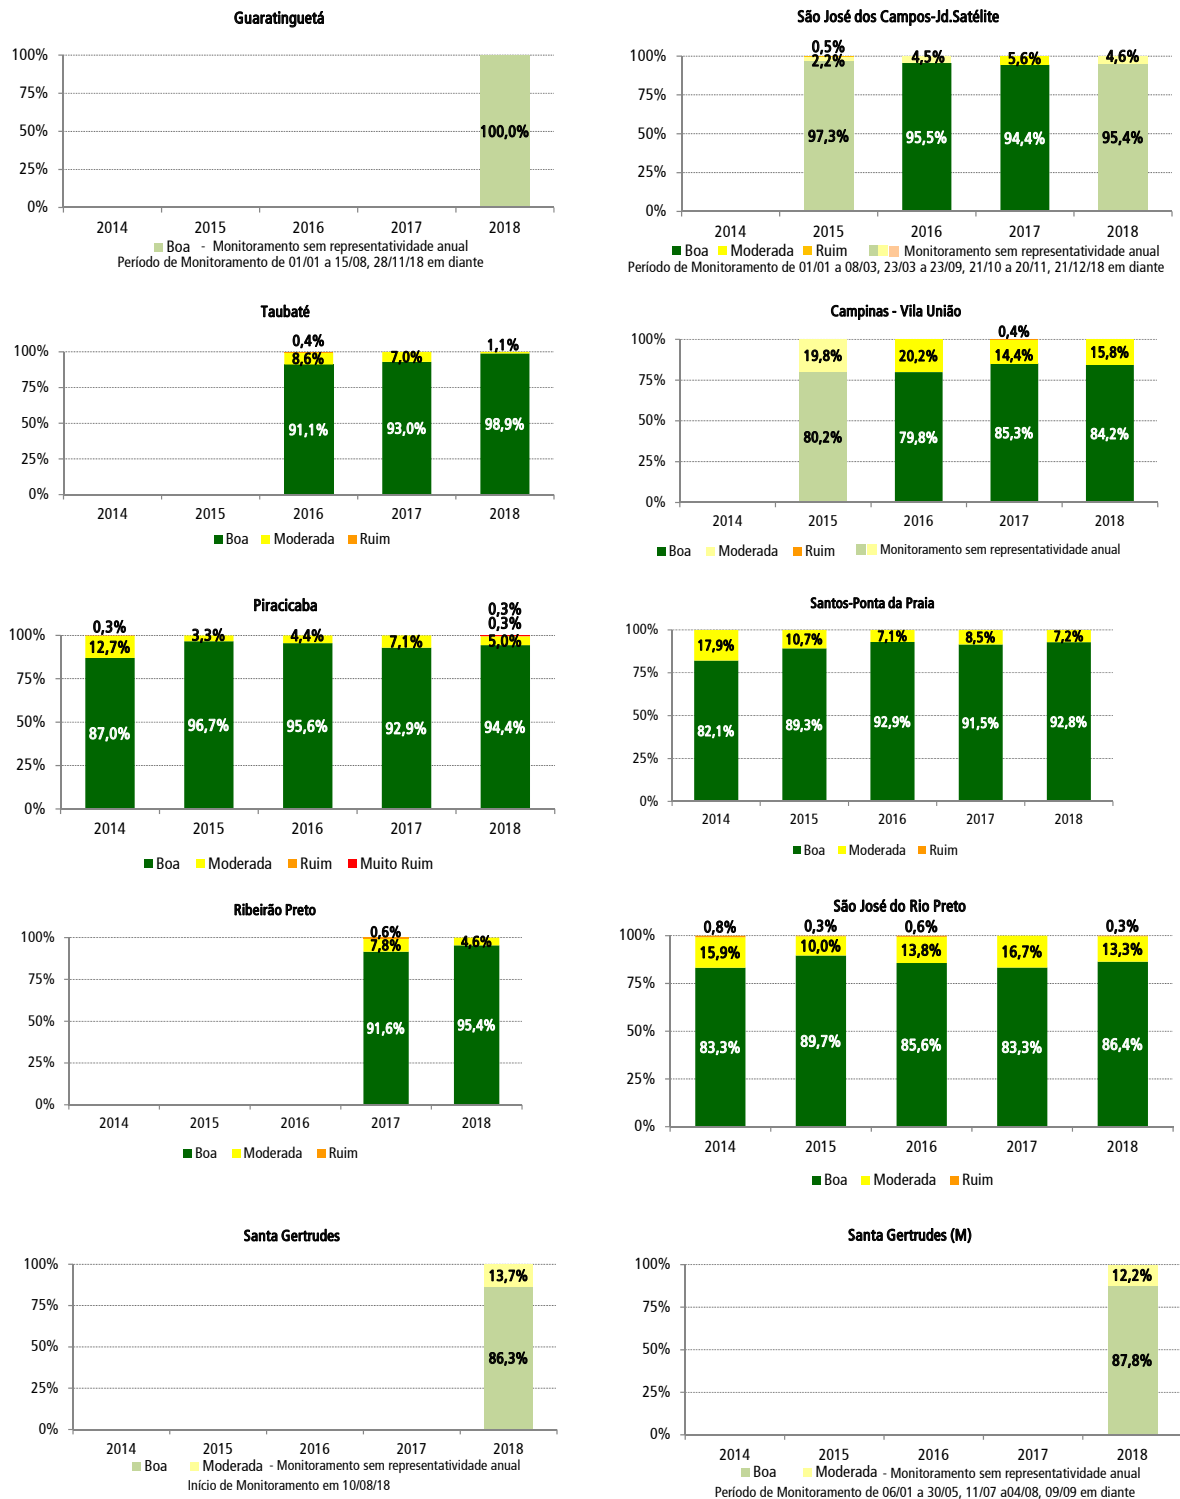 Guaratinguetá
100%
75%
50%
25%
0%
100,0%
2014 2015 2016 2017 2018
Boa - Monitoramento sem representatividade anual
Período de Monitoramento de 01/01 a 15/08, 28/11/18 em diante
São José dos Campos-Jd.Satélite
0,5%
100%
2,2% 4,5% 5,6% 4,6%
75%
50%
97,3% 95,5% 94,4% 95,4%
25%
0%
2014 2015 2016 2017 2018
Boa Moderada Ruim Monitoramento sem representatividade anual
Período de Monitoramento de 01/01 a 08/03, 23/03 a 23/09, 21/10 a 20/11, 21/12/18 em diante
Taubaté
0,4% 1,1%
100%
8,6% 7,0%
75%
50%
91,1% 93,0% 98,9%
25%
0%
2014 2015 2016 2017 2018
Boa Moderada Ruim
Campinas - Vila União
0,4%
100%
19,8% 20,2% 14,4% 15,8%
75%
50%
80,2% 79,8% 85,3% 84,2%
25%
0%
2014 2015 2016 2017 2018
Boa Moderada Ruim Monitoramento sem representatividade anual
Piracicaba
0,3%
0,3% 0,3%
100%
12,7% 3,3% 4,4% 7,1% 5,0%
75%
50%
87,0% 96,7% 95,6% 92,9% 94,4%
25%
0%
2014 2015 2016 2017 2018
Boa Moderada Ruim Muito Ruim
Santos-Ponta da Praia
100%
17,9% 10,7% 7,1% 8,5% 7,2%
75%
50%
82,1% 89,3% 92,9% 91,5% 92,8%
25%
0%
2014 2015 2016 2017 2018
Boa Moderada Ruim
Ribeirão Preto
0,6%
100%
7,8% 4,6%
75%
50%
91,6% 95,4%
25%
0%
2014 2015 2016 2017 2018
Boa Moderada Ruim
São José do Rio Preto
0,8% 0,3% 0,6% 0,3%
100%
15,9% 10,0% 13,8% 16,7% 13,3%
75%
50%
83,3% 89,7% 85,6% 83,3% 86,4%
25%
0%
2014 2015 2016 2017 2018
Boa Moderada Ruim
Santa Gertrudes
100%
13,7%
75%
50%
86,3%
25%
0%
2014 2015 2016 2017 2018
Boa Moderada - Monitoramento sem representatividade anual
Início de Monitoramento em 10/08/18
Santa Gertrudes (M)
100%
12,2%
75%
50%
87,8%
25%
0%
2014 2015 2016 2017 2018
Boa Moderada - Monitoramento sem representatividade anual
Período de Monitoramento de 06/01 a 30/05, 11/07 a04/08, 09/09 em diante